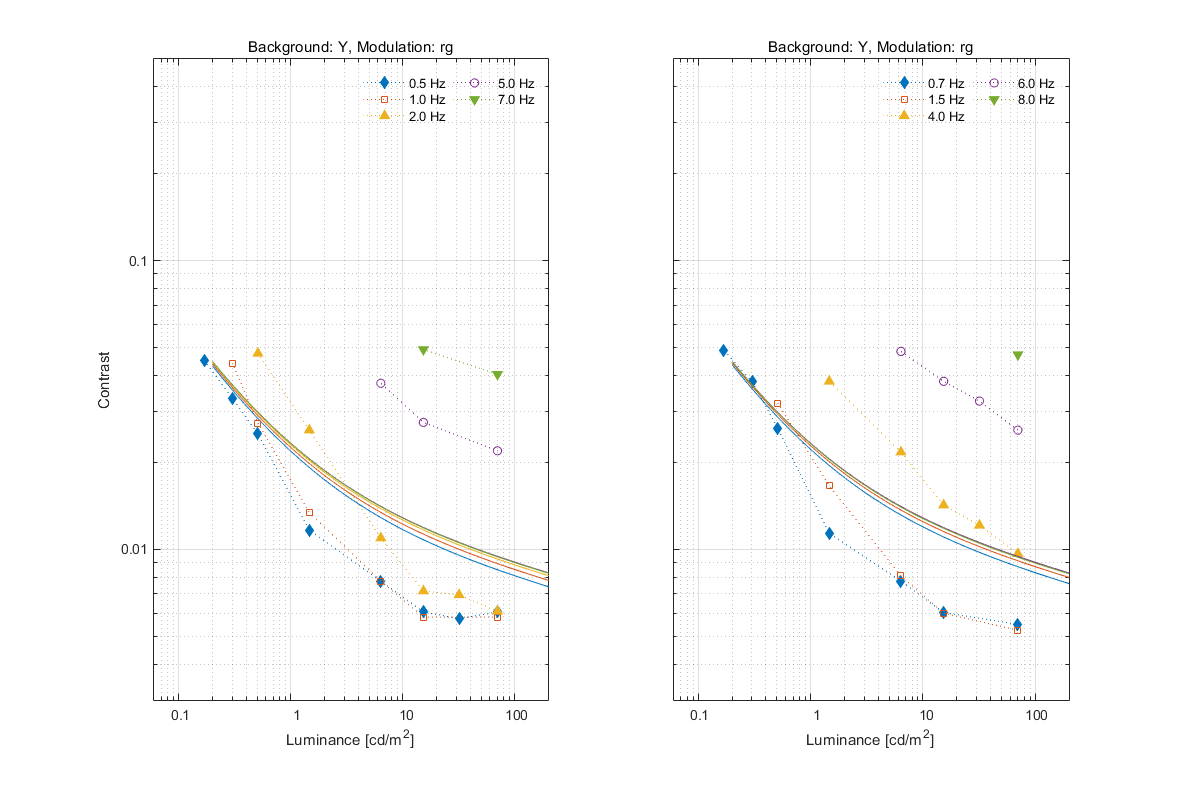 Background: Y, Modulation: rg
0.5 Hz 5.0 Hz
1.0 Hz 7.0 Hz
2.0 Hz
0.1
0.01
Contrast
0.1 1 10 100
Luminance [cd/m²]
Background: Y, Modulation: rg
0.7 Hz 6.0 Hz
1.5 Hz 8.0 Hz
4.0 Hz
0.1 1 10 100
Luminance [cd/m²]